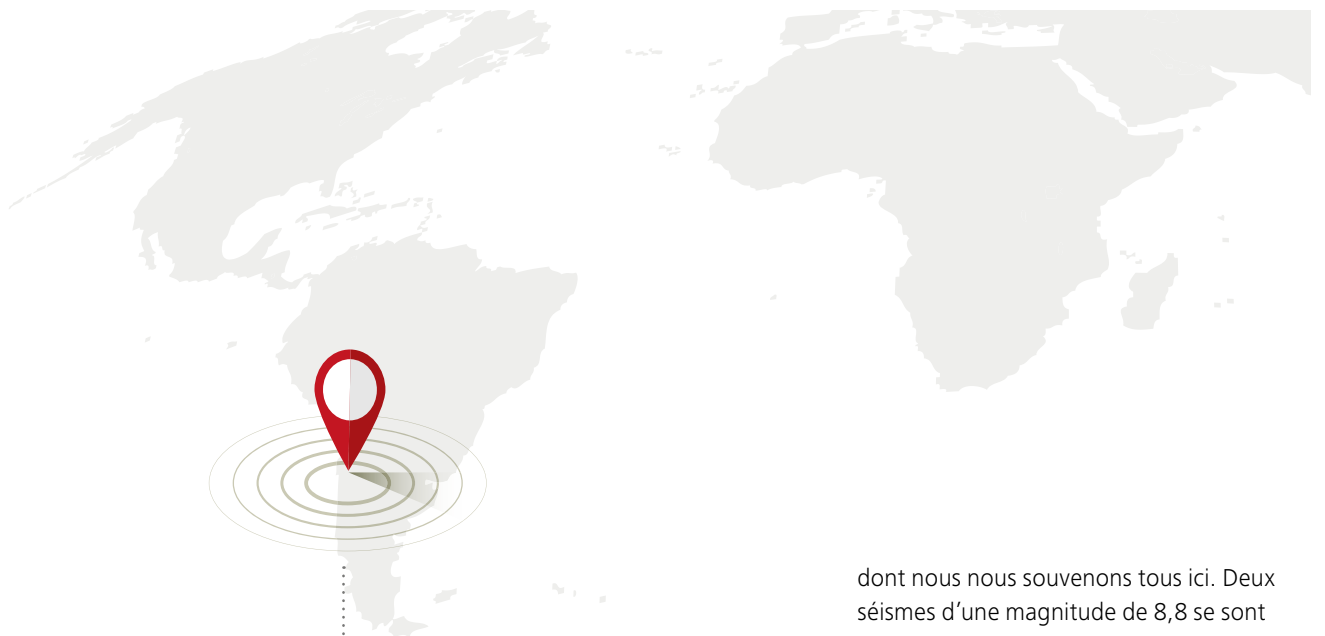 dont nous nous souvenons tous ici. Deux
séismes d'une magnitude de 8,8 se sont